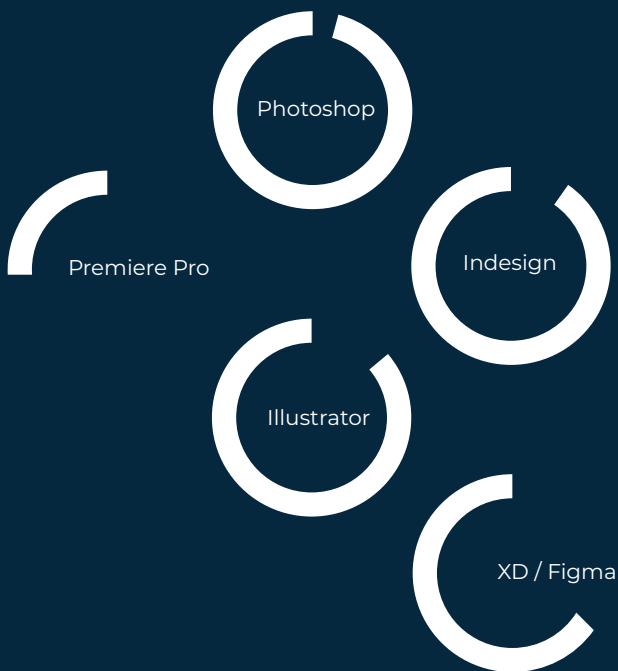 Photoshop
Premiere Pro
Indesign
Illustrator
XD / Figma